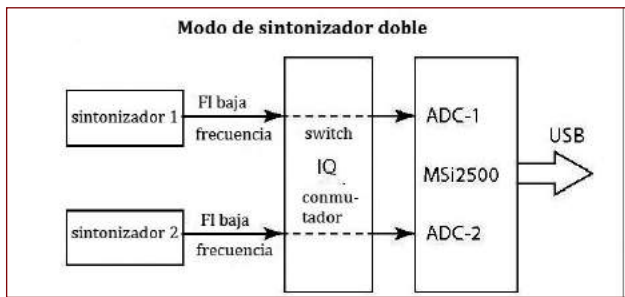 Modo de sintonizador doble
sintonizador 1
FI baja
frecuencia
switch
IQ
conmu-
tador
ADC-1
MSi2500
ADC-2
USB
sintonizador 2
FI baja
frecuencia